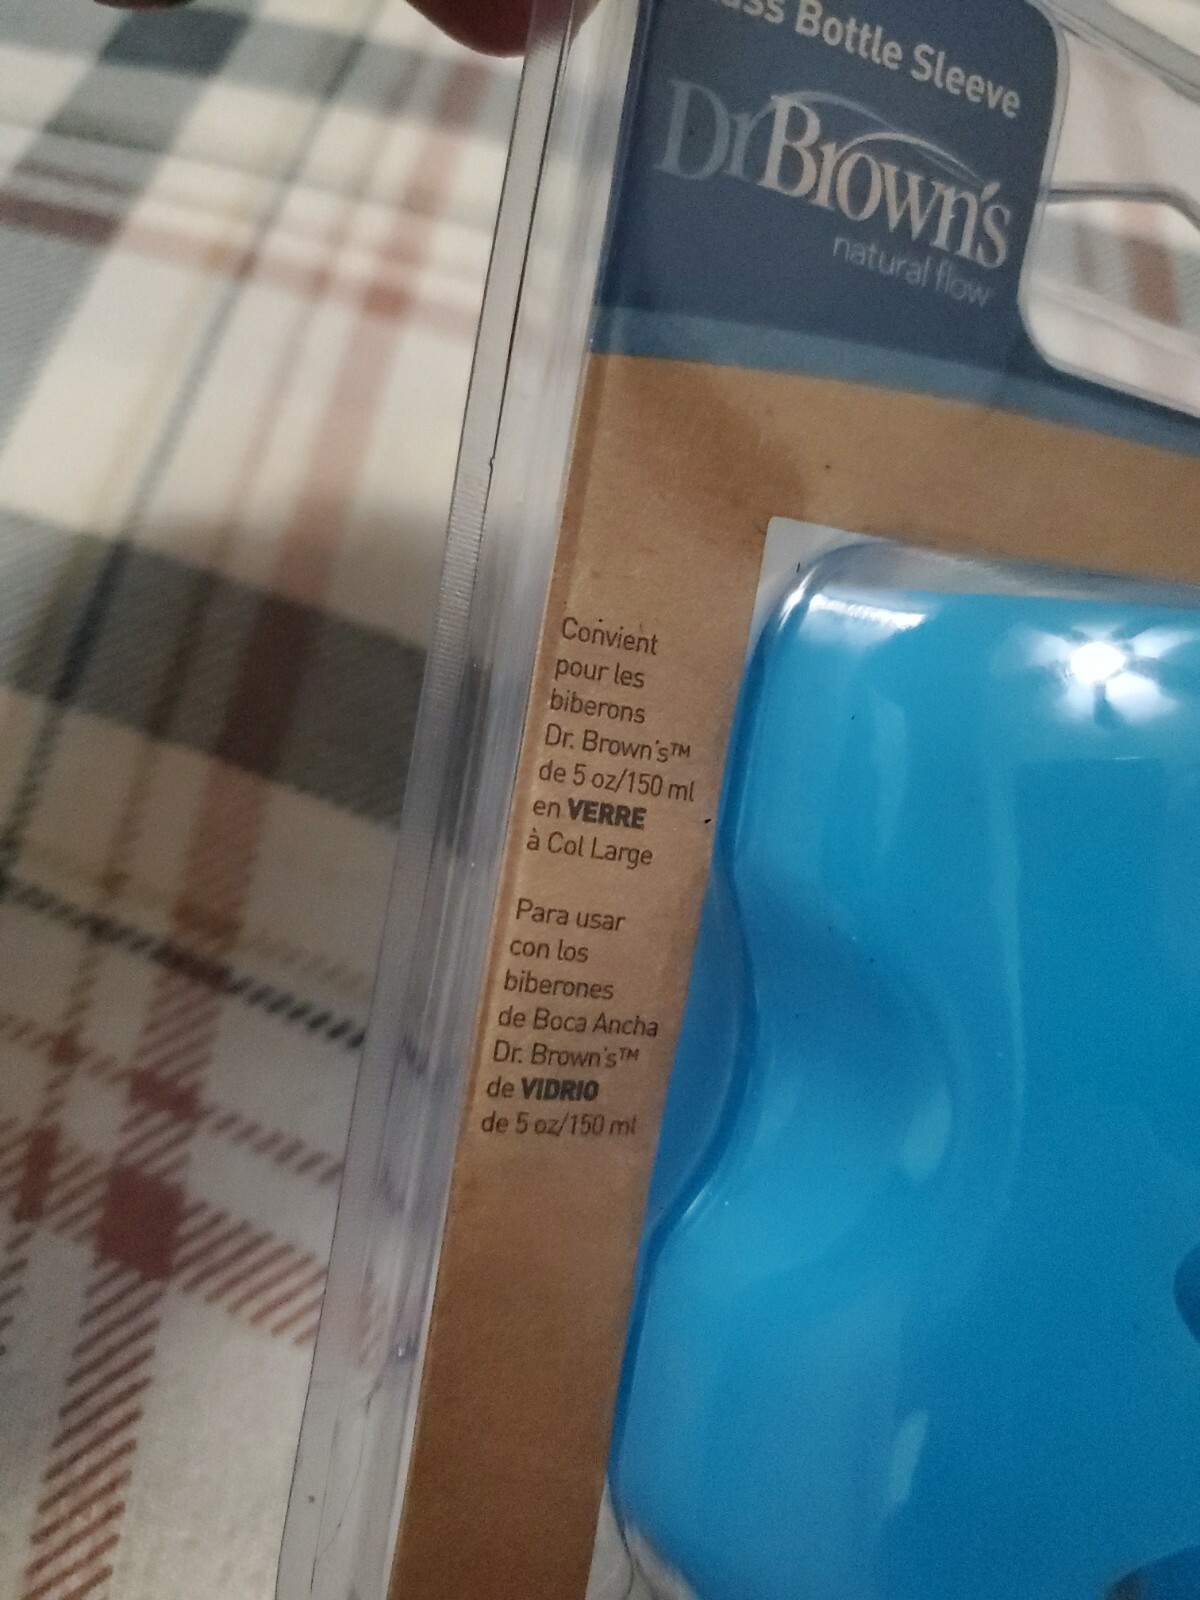 Bottle Sleeve
Dr Brown's
natural flow
Convient
pour les
biberons
Dr. Brown's™
de 5 oz/150 ml
en VERRE
à Col Large
Para usar
con los
biberones
de Boca Ancha
Dr. Brown's™
de VIDRIO
de 5 oz/150 ml